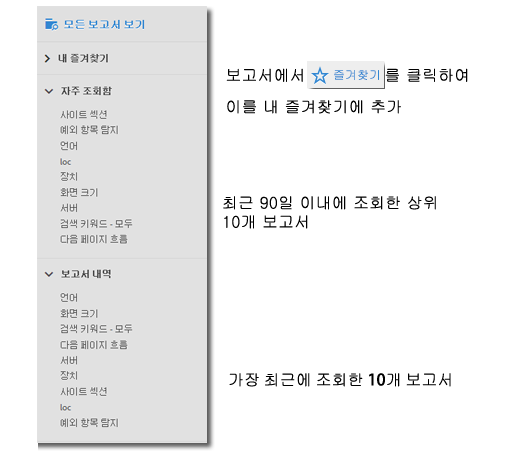 모든 보고서 보기
내 즐겨찾기
보고서에서 즐겨찾기 를 클릭하여
이를 내 즐겨찾기에 추가
자주 조회함
사이트 섹션
예외 항목 탐지
언어
loc
장치
화면 크기
서버
검색 키워드 - 모두
다음 페이지 흐름
최근 90일 이내에 조회한 상위
10개 보고서
보고서 내역
언어
화면 크기
검색 키워드 - 모두
다음 페이지 흐름
서버
장치
사이트 섹션
loc
예외 항목 탐지
가장 최근에 조회한 10개 보고서